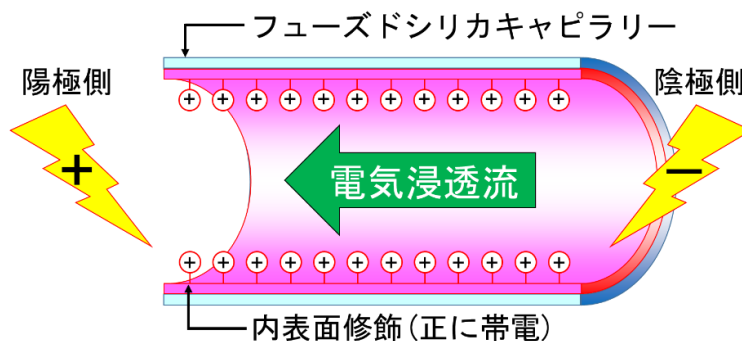 フューズドシリカキャピラリー
陽極側
陰極側
+
−
+ + + + + + + + + + + +
電気浸透流
+ + + + + + + + + + + +
内表面修飾(正に帯電)